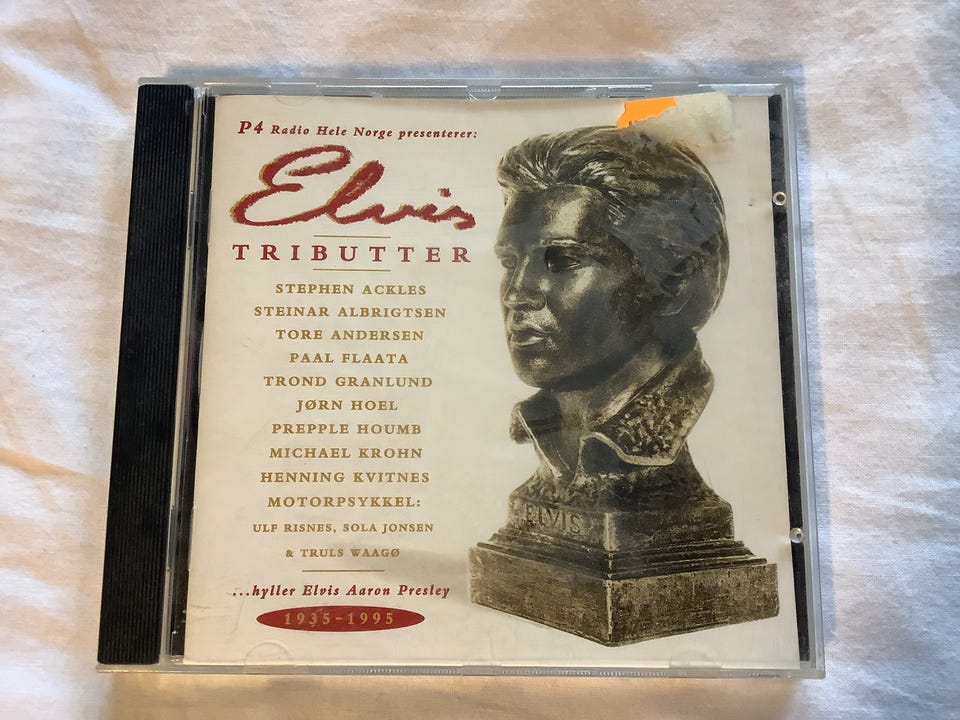 P4 Radio Hele Norge presenterer:
Elvis
TRIBUTTER
STEPHEN ACKLES
STEINAR ALBRIGTSEN
TORE ANDERSEN
PAAL FLAATA
TROND GRANLUND
JØRN HOEL
PREPPLE HOUMB
MICHAEL KROHN
HENNING KVITNES
MOTORPSYKKEL:
ULF RISNES, SOLA JONSEN
& TRULS WAAGØ
...hyller Elvis Aaron Presley
1935-1995
ELVIS